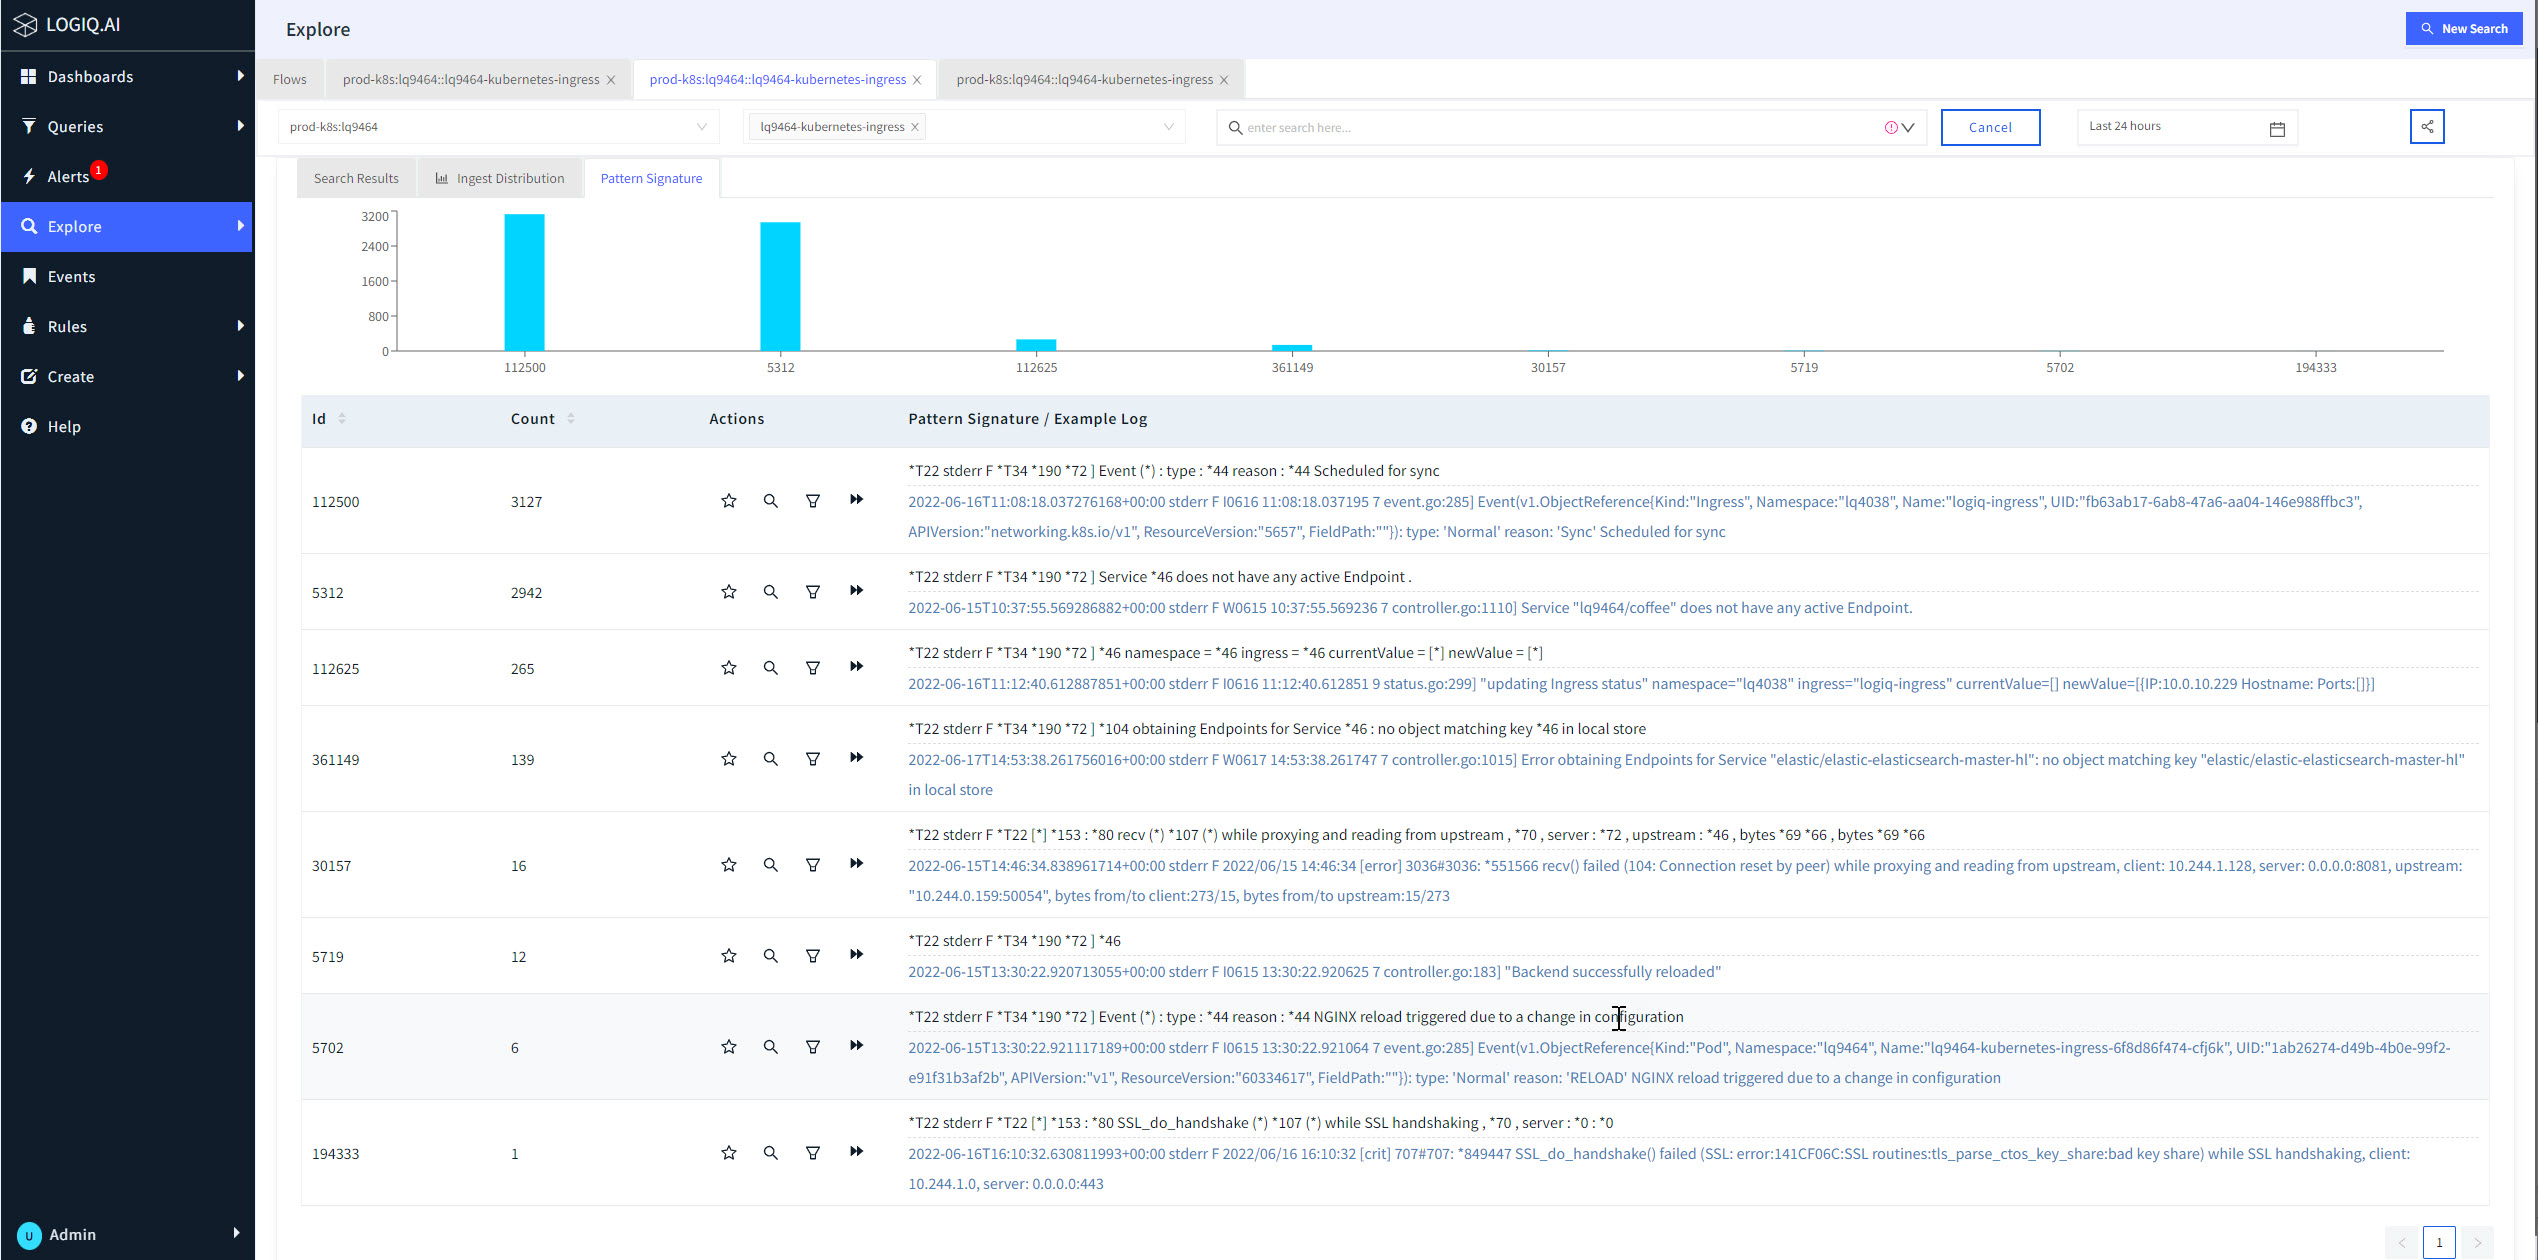 LOGIQ.AI
Dashboards
Queries
Alerts 1
Explore
Events
Rules
Create
Help
U Admin
Explore
New Search
Flows prod-k8s:lq9464::lq9464-kubernetes-ingress prod-k8s:lq9464::lq9464-kubernetes-ingress prod-k8s:lq9464::lq9464-kubernetes-ingress
prod-k8s:lq9464 lq9464-kubernetes-ingress enter search here... Cancel Last 24 hours
Search Results Ingest Distribution Pattern Signature
3200
2400
1600
800
0
112500 5312 112625 361149 30157 5719 5702 194333
Id Count Actions Pattern Signature / Example Log
*T22 stderr F *T34 *190 *72 ] Event (*) : type : *44 reason : *44 Scheduled for sync
112500 3127 2022-06-16T11:08:18.037276168+00:00 stderr F I0616 11:08:18.037195 7 event.go:285] Event(v1.ObjectReference{Kind:"Ingress", Namespace:"lq4038", Name:"logiq-ingress", UID:"fb63ab17-6ab8-47a6-aa04-146e988ffbc3",
APIVersion:"networking.k8s.io/v1", ResourceVersion:"5657", FieldPath:""}): type: 'Normal' reason: 'Sync' Scheduled for sync
*T22 stderr F *T34 *190 *72 ] Service *46 does not have any active Endpoint .
5312 2942
2022-06-15T10:37:55.569286882+00:00 stderr F W0615 10:37:55.569236 7 controller.go:1110] Service "lq9464/coffee" does not have any active Endpoint.
*T22 stderr F *T34 *190 *72 ] *46 namespace = *46 ingress = *46 currentValue = [*] newValue = [*]
112625 265
2022-06-16T11:12:40.612887851+00:00 stderr F I0616 11:12:40.612851 9 status.go:299] "updating Ingress status" namespace="lq4038" ingress="logiq-ingress" currentValue=[] newValue=[{IP:10.0.10.229 Hostname: Ports:[]}]
*T22 stderr F *T34 *190 *72 ] *104 obtaining Endpoints for Service *46 : no object matching key *46 in local store
361149 139 2022-06-17T14:53:38.261756016+00:00 stderr F W0617 14:53:38.261747 7 controller.go:1015] Error obtaining Endpoints for Service "elastic/elastic-elasticsearch-master-hl": no object matching key "elastic/elastic-elasticsearch-master-hl"
in local store
*T22 stderr F *T22 [*] *153 : *80 recv (*) *107 (*) while proxying and reading from upstream , *70 , server : *72 , upstream : *46 , bytes *69 *66 , bytes *69 *66
30157 16 2022-06-15T14:46:34.838961714+00:00 stderr F 2022/06/15 14:46:34 [error] 3036#3036: *551566 recv() failed (104: Connection reset by peer) while proxying and reading from upstream, client: 10.244.1.128, server: 0.0.0.0:8081, upstream:
"10.244.0.159:50054", bytes from/to client:273/15, bytes from/to upstream:15/273
*T22 stderr F *T34 *190 *72 ] *46
5719 12
2022-06-15T13:30:22.920713055+00:00 stderr F I0615 13:30:22.920625 7 controller.go:183] "Backend successfully reloaded"
*T22 stderr F *T34 *190 *72 ] Event (*) : type : *44 reason : *44 NGINX reload triggered due to a change in configuration
5702 6 2022-06-15T13:30:22.921117189+00:00 stderr F I0615 13:30:22.921064 7 event.go:285] Event(v1.ObjectReference{Kind:"Pod", Namespace:"lq9464", Name:"lq9464-kubernetes-ingress-6f8d86f474-cfj6k", UID:"1ab26274-d49b-4b0e-99f2-
e91f31b3af2b", APIVersion:"v1", ResourceVersion:"60334617", FieldPath:""}): type: 'Normal' reason: 'RELOAD' NGINX reload triggered due to a change in configuration
*T22 stderr F *T22 [*] *153 : *80 SSL_do_handshake (*) *107 (*) while SSL handshaking , *70 , server : *0 : *0
194333 1 2022-06-16T16:10:32.630811993+00:00 stderr F 2022/06/16 16:10:32 [crit] 707#707: *849447 SSL_do_handshake() failed (SSL: error:141CF06C:SSL routines:tls_parse_ctos_key_share:bad key share) while SSL handshaking, client:
10.244.1.0, server: 0.0.0.0:443
1